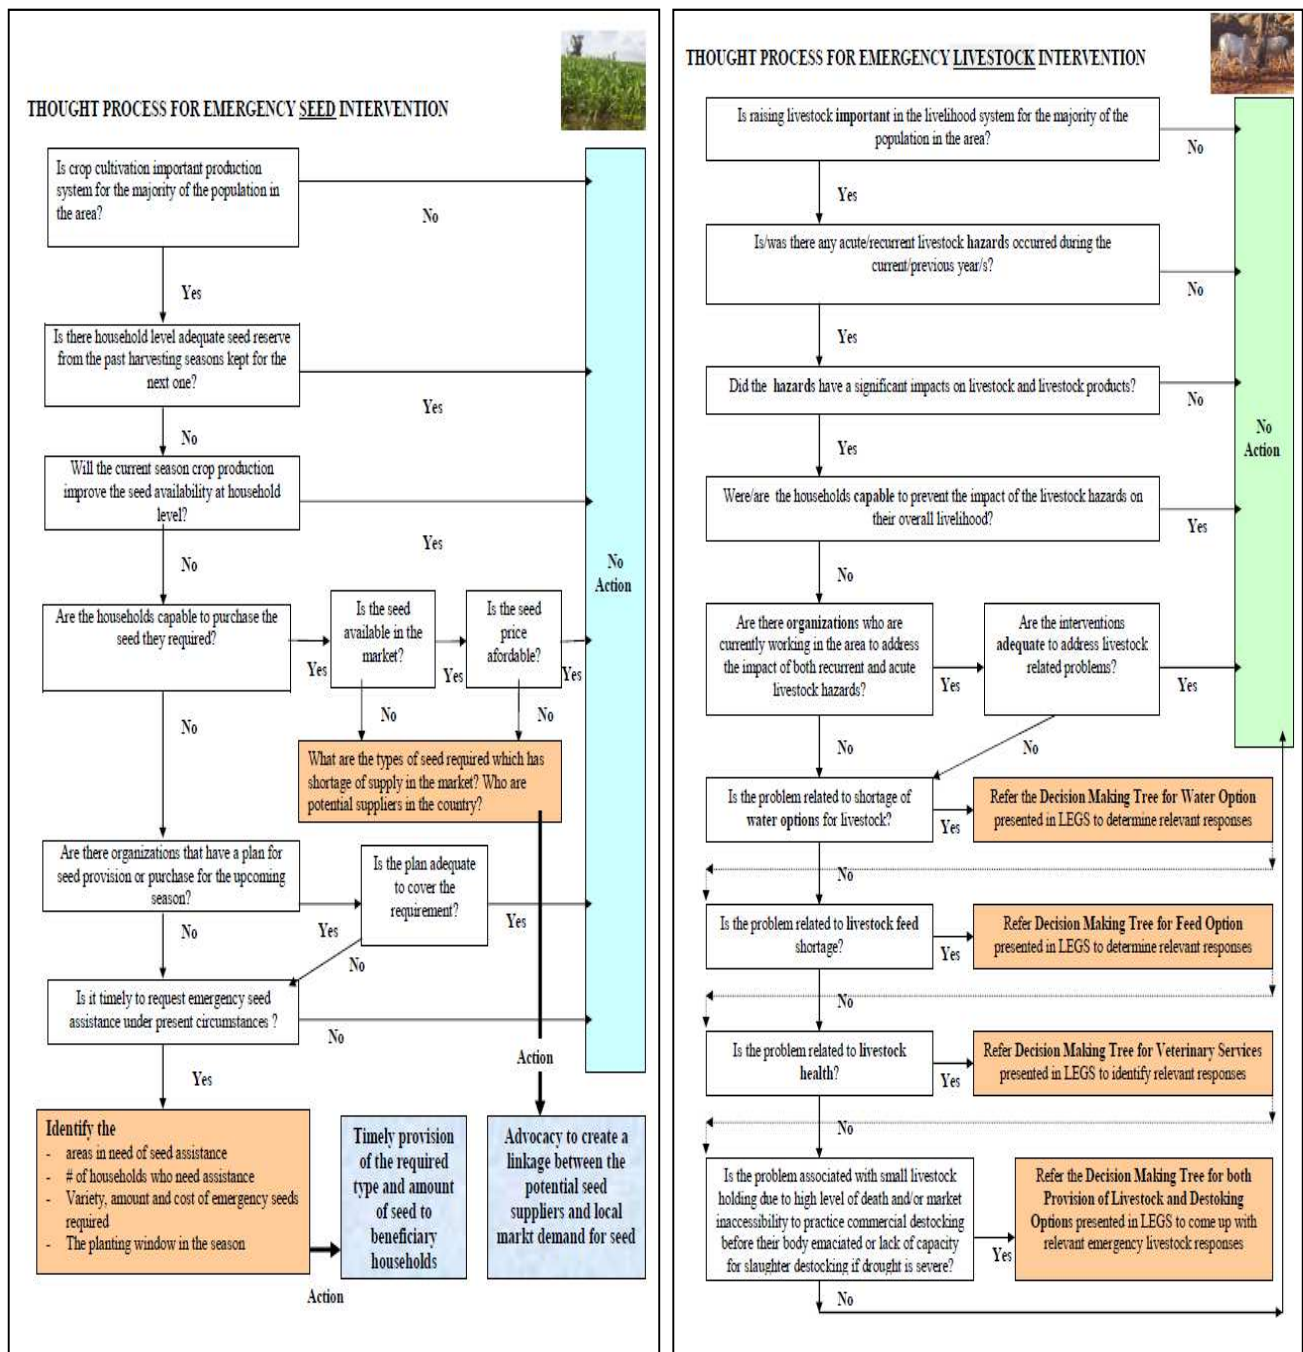 THOUGHT PROCESS FOR EMERGENCY SEED INTERVENTION
Is crop cultivation important production
system for the majority of the population in
the area?
No
Yes
Is there household level adequate seed reserve
from the past harvesting seasons kept for the
next one?
Yes
No
Will the current season crop production
improve the seed availability at household
level?
Yes
No
No
Action
Are the households capable to purchase the
seed they required?
Yes
Is the seed
available in the
market?
Yes
Is the seed
price
affordable?
Yes
No
No
No
What are the types of seed required which has
shortage of supply in the market? Who are
potential suppliers in the country?
Are there organizations that have a plan for
seed provision or purchase for the upcoming
season?
Yes
Is the plan adequate
to cover the
requirement?
Yes
No
No
Is it timely to request emergency seed
assistance under present circumstances ?
No
Yes
Action
Identify the
- areas in need of seed assistance
- # of households who need assistance
- Variety, amount and cost of emergency seeds
required
- The planting window in the season
Action
Timely provision
of the required
type and amount
of seed to
beneficiary
households
Advocacy to create a
linkage between the
potential seed
suppliers and local
markt demand for seed
THOUGHT PROCESS FOR EMERGENCY LIVESTOCK INTERVENTION
Is raising livestock important in the livelihood system for the majority of the
population in the area?
No
Yes
Is/was there any acute/recurrent livestock hazards occurred during the
current/previous year/s?
No
Yes
Did the hazards have a significant impacts on livestock and livestock products?
No
Yes
No
Action
Were/are the households capable to prevent the impact of the livestock hazards on
their overall livelihood?
Yes
No
Are there organizations who are
currently working in the area to address
the impact of both recurrent and acute
livestock hazards?
Yes
Are the interventions
adequate to address livestock
related problems?
Yes
No
No
Is the problem related to shortage of
water options for livestock?
Yes
Refer the Decision Making Tree for Water Option
presented in LEGS to determine relevant responses
No
Is the problem related to livestock feed
shortage?
Yes
Refer Decision Making Tree for Feed Option
presented in LEGS to determine relevant responses
No
Is the problem related to livestock
health?
Yes
Refer Decision Making Tree for Veterinary Services
presented in LEGS to identify relevant responses
No
Is the problem associated with small livestock
holding due to high level of death and/or market
inaccessibility to practice commercial destocking
before their body emaciated or lack of capacity
for slaughter destocking if drought is severe?
Yes
Refer the Decision Making Tree for both
Provision of Livestock and Destoking
Options presented in LEGS to come up with
relevant emergency livestock responses
No